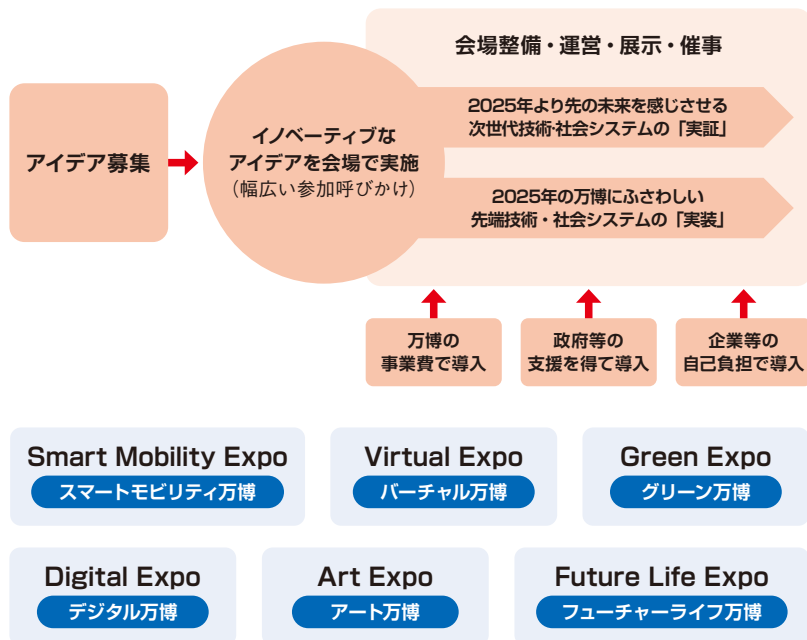 会場整備・運営・展示・催事
アイデア募集
イノベーティブな
アイデアを会場で実施
（幅広い参加呼びかけ）
2025年より先の未来を感じさせる
次世代技術・社会システムの「実証」
2025年の万博にふさわしい
先端技術・社会システムの「実装」
万博の
事業費で導入
政府等の
支援を得て導入
企業等の
自己負担で導入
Smart Mobility Expo
スマートモビリティ万博
Virtual Expo
バーチャル万博
Green Expo
グリーン万博
Digital Expo
デジタル万博
Art Expo
アート万博
Future Life Expo
フューチャーライフ万博